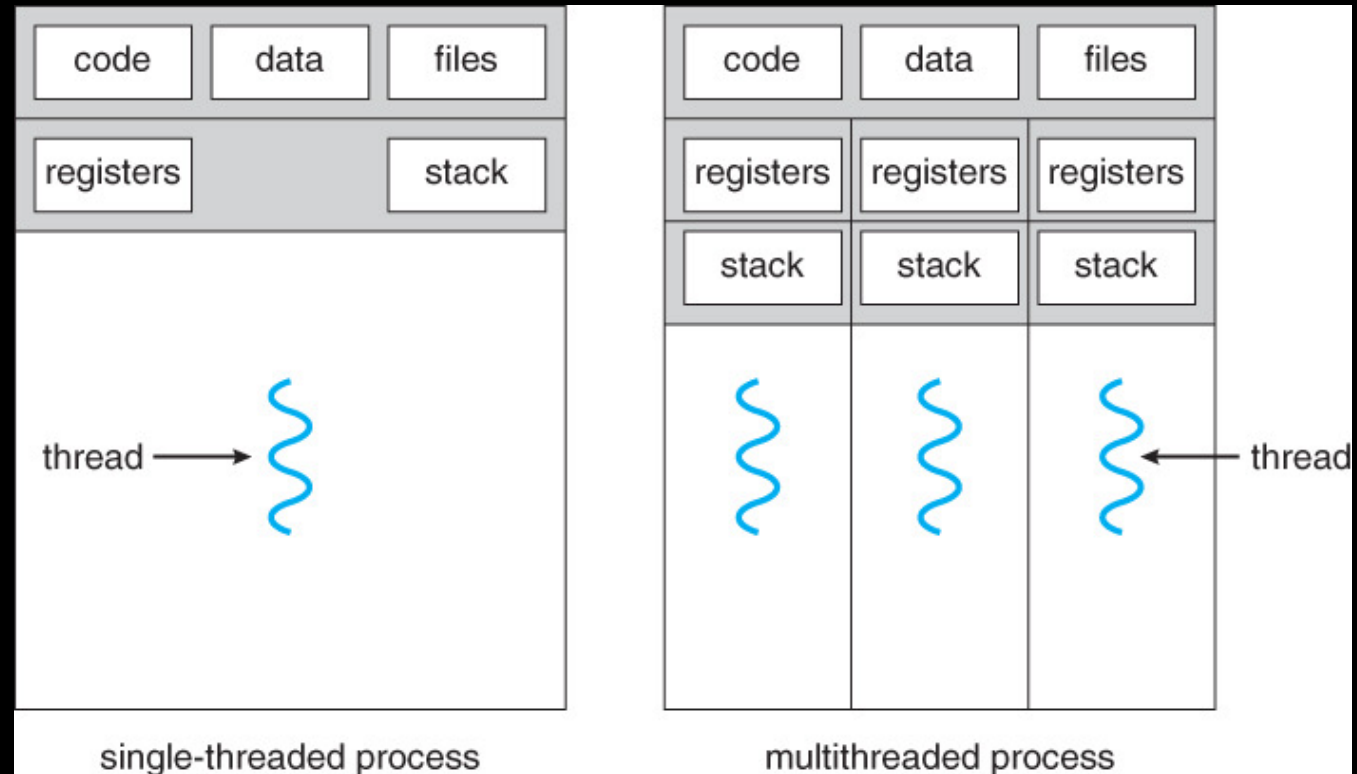 code data files
registers stack
thread
single-threaded process
code data files
registers registers registers
stack stack stack
thread
multithreaded process